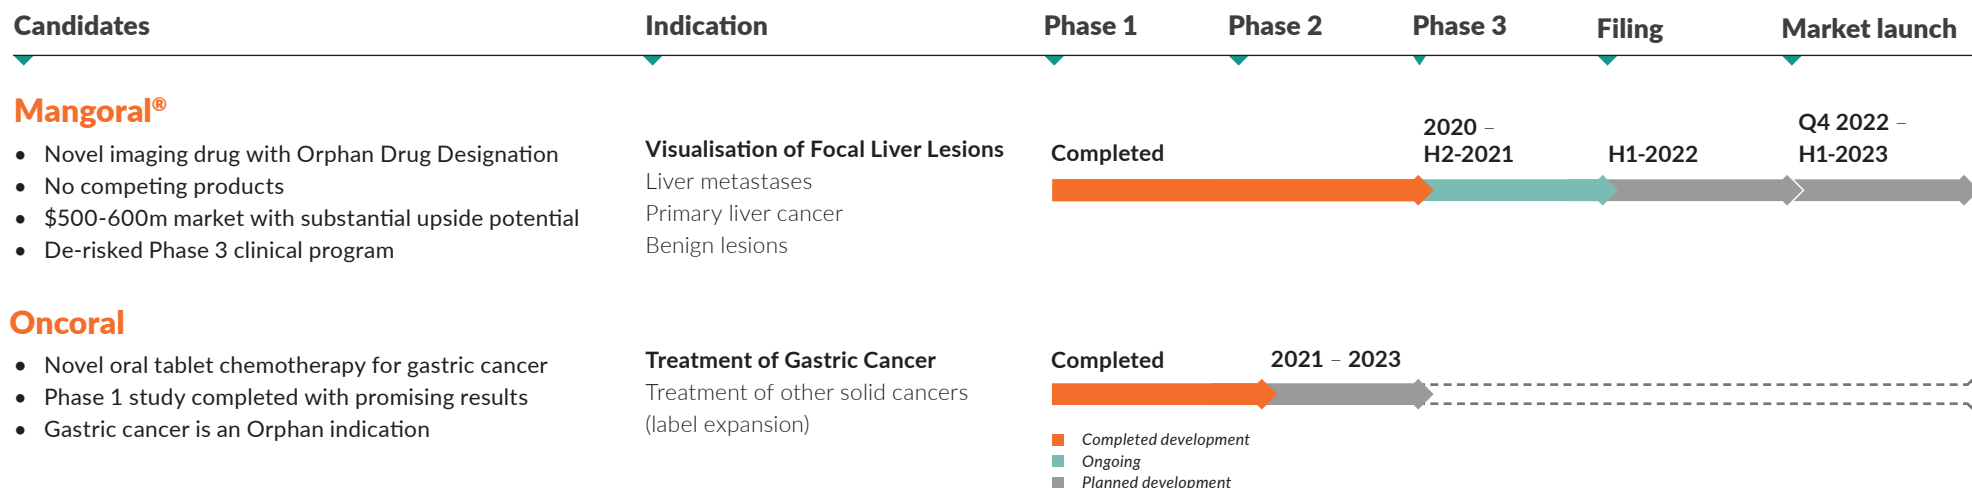 Candidates Indication Phase 1 Phase 2 Phase 3 Filing Market launch
Mangoral®
• Novel imaging drug with Orphan Drug Designation
• No competing products
• $500-600m market with substantial upside potential
• De-risked Phase 3 clinical program
Visualisation of Focal Liver Lesions
Liver metastases
Primary liver cancer
Benign lesions
Completed
2020 –
H2-2021
H1-2022
Q4 2022 –
H1-2023
Oncoral
• Novel oral tablet chemotherapy for gastric cancer
• Phase 1 study completed with promising results
• Gastric cancer is an Orphan indication
Treatment of Gastric Cancer
Treatment of other solid cancers
(label expansion)
Completed
2021 – 2023
Completed development
Ongoing
Planned development